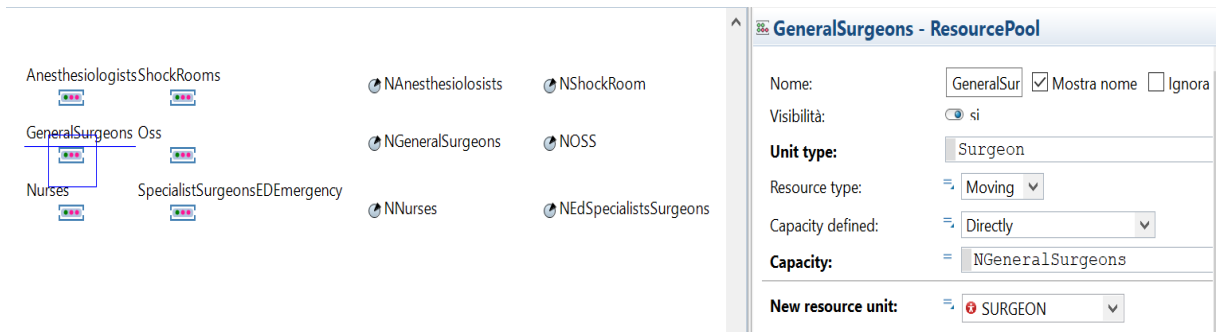 AnesthesiologistsShockRooms
NAnesthesiolosists NShockRoom
GeneralSurgeons Oss
NGeneralSurgeons NOSS
Nurses SpecialistSurgeonsEDEmergency
NNurses NEdSpecialistsSurgeons
GeneralSurgeons - ResourcePool
Nome: GeneralSur Mostra nome Ignora
Visibilità: si
Unit type: Surgeon
Resource type: Moving
Capacity defined: Directly
Capacity: NGeneralSurgeons
New resource unit: SURGEON